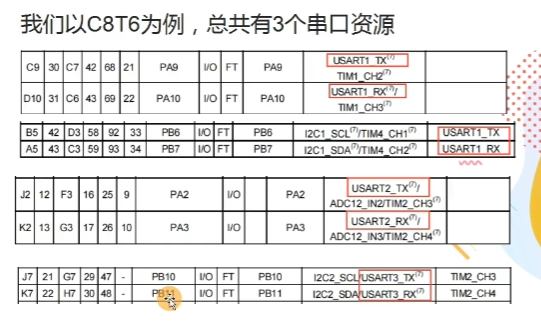 我们以C8T6为例，总共有3个串口资源
C9 30 C7 42 68 21 PA9 I/O FT PA9 USART1_TX(7)/ TIM1_CH2(7)
D10 31 C6 43 69 22 PA10 I/O FT PA10 USART1_RX(7)/ TIM1_CH3(7)
B5 42 D3 58 92 33 PB6 I/O FT PB6 I2C1_SCL(7)/TIM4_CH1(7) USART1_TX
A5 43 C3 59 93 34 PB7 I/O FT PB7 I2C1_SDA(7)/TIM4_CH2(7) USART1_RX
J2 12 F3 16 25 9 PA2 I/O PA2 USART2_TX(7)/ ADC12_IN2/TIM2_CH3(7)
K2 13 G3 17 26 10 PA3 I/O PA3 USART2_RX(7)/ ADC12_IN3/TIM2_CH4(7)
J7 21 G7 29 47 - PB10 I/O FT PB10 I2C2_SCL/USART3_TX(7) TIM2_CH3
K7 22 H7 30 48 - PB11 I/O FT PB11 I2C2_SDA/USART3_RX(7) TIM2_CH4